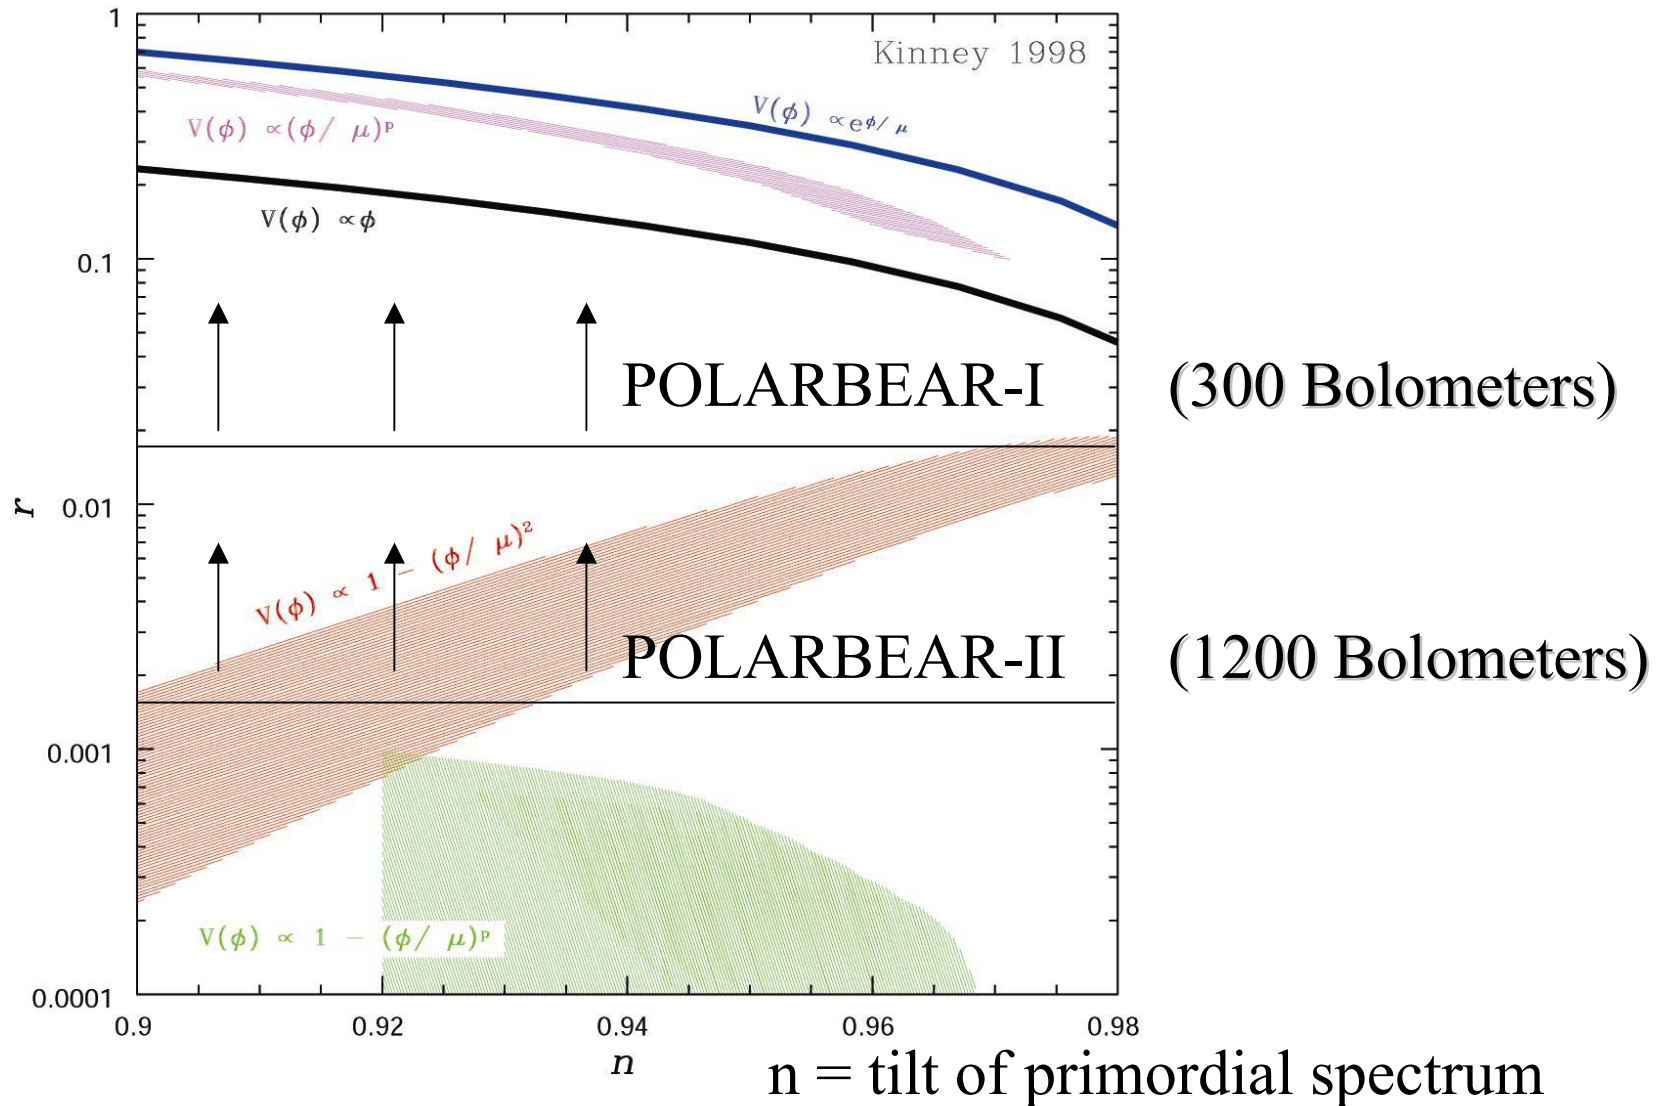 1
Kinney 1998
V(ϕ) ∝e^ϕ/ μ
V(ϕ) ∝(ϕ/ μ)ᵖ
V(ϕ) ∝ϕ
0.1
POLARBEAR-I (300 Bolometers)
r
0.01
V(ϕ) ∝ 1 − (ϕ/ μ)²
POLARBEAR-II (1200 Bolometers)
0.001
V(ϕ) ∝ 1 − (ϕ/ μ)ᵖ
0.0001
0.9 0.92 0.94 0.96 0.98
n
n = tilt of primordial spectrum